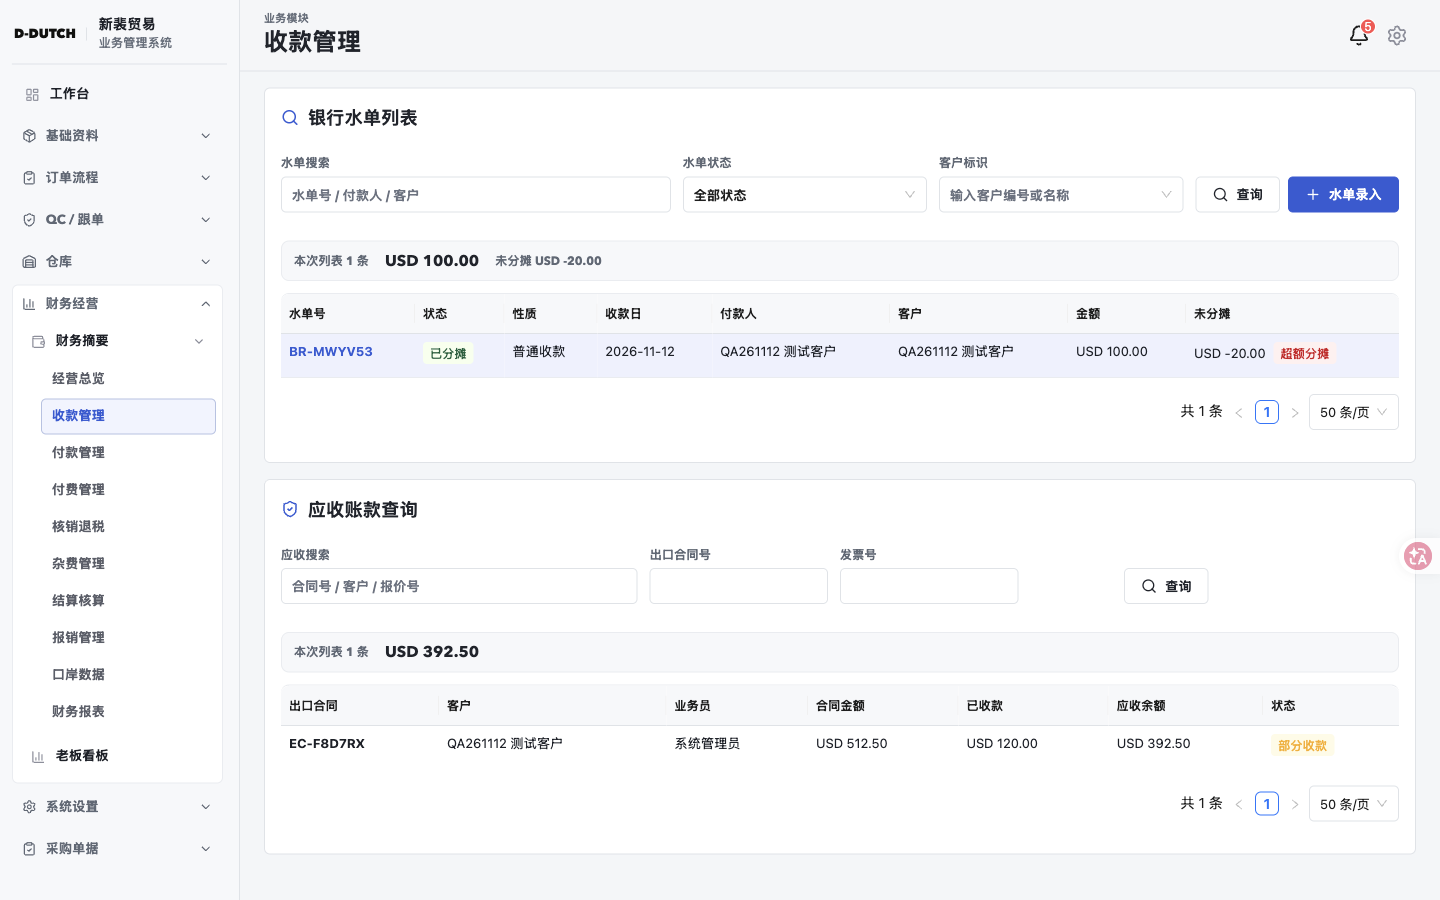 D-DUTCH
新裴贸易
业务管理系统
工作台
基础资料
订单流程
QC / 跟单
仓库
财务经营
财务摘要
经营总览
收款管理
付款管理
付费管理
核销退税
杂费管理
结算核算
报销管理
口岸数据
财务报表
老板看板
系统设置
采购单据
业务模块
收款管理
5
银行水单列表
水单搜索
水单状态
客户标识
水单号 / 付款人 / 客户
全部状态
输入客户编号或名称
查询
水单录入
本次列表 1 条 USD 100.00 未分摊 USD -20.00
水单号 状态 性质 收款日 付款人 客户 金额 未分摊
BR-MWYV53 已分摊 普通收款 2026-11-12 QA261112 测试客户 QA261112 测试客户 USD 100.00 USD -20.00 超额分摊
共 1 条 1 50 条/页
应收账款查询
应收搜索
出口合同号
发票号
合同号 / 客户 / 报价号
查询
本次列表 1 条 USD 392.50
出口合同 客户 业务员 合同金额 已收款 应收余额 状态
EC-F8D7RX QA261112 测试客户 系统管理员 USD 512.50 USD 120.00 USD 392.50 部分收款
共 1 条 1 50 条/页